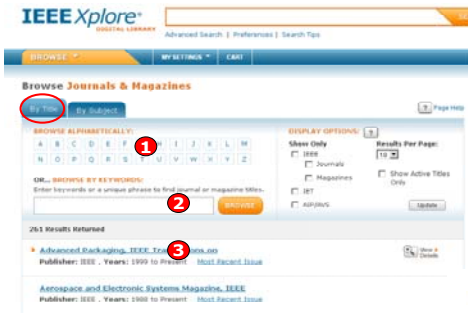 IEEE Xplore®
DIGITAL LIBRARY
Advanced Search | Preferences | Search Tips
BROWSE
MY SETTINGS
CART
Browse Journals & Magazines
By Title
By Subject
? Page Help
BROWSE ALPHABETICALLY:
A B C D E F 1 H I J K L M
N O P Q R S T U V W X Y Z
OR... BROWSE BY KEYWORDS:
Enter keywords or a unique phrase to find journal or magazine titles.
2
BROWSE
DISPLAY OPTIONS: ?
Show Only
IEEE
Journals
Magazines
IET
AIP/AVS
Results Per Page:
10
Show Active Titles
Only
Update
261 Results Returned
Advanced Packaging, IEEE 3 on
Publisher: IEEE , Years: 1999 to Present Most Recent Issue
View
Details
Aerospace and Electronic Systems Magazine, IEEE
Publisher: IEEE , Years: to Present Most Recent Issue